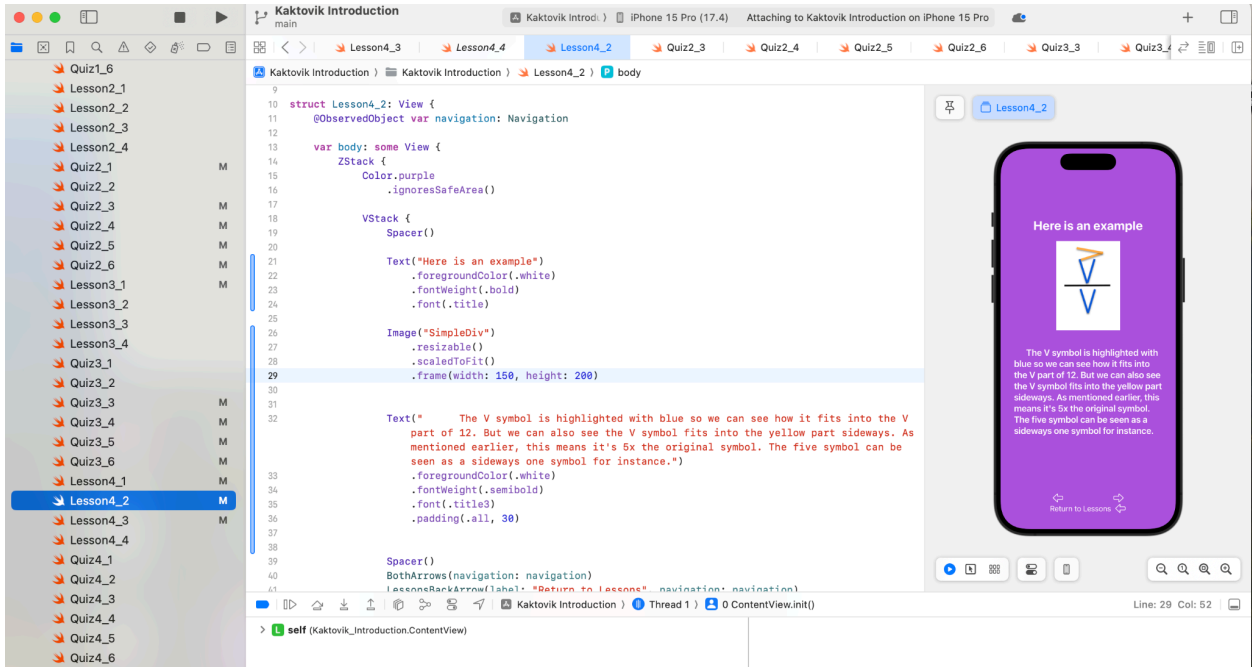 Kaktovik Introduction
main
Kaktovik Introd
iPhone 15 Pro (17.4)
Attaching to Kaktovik Introduction on iPhone 15 Pro
Lesson4_3
Lesson4_4
Lesson4_2
Quiz2_3
Quiz2_4
Quiz2_5
Quiz2_6
Quiz3_3
Quiz3_4
Kaktovik Introduction
Kaktovik Introduction
Lesson4_2
P body
Quiz1_6
Lesson2_1
Lesson2_2
Lesson2_3
Lesson2_4
Quiz2_1 M
Quiz2_2
Quiz2_3 M
Quiz2_4 M
Quiz2_5 M
Quiz2_6 M
Lesson3_1 M
Lesson3_2
Lesson3_3
Lesson3_4
Quiz3_1
Quiz3_2
Quiz3_3 M
Quiz3_4 M
Quiz3_5 M
Quiz3_6 M
Lesson4_1 M
Lesson4_2 M
Lesson4_3 M
Lesson4_4
Quiz4_1
Quiz4_2
Quiz4_3
Quiz4_4
Quiz4_5
Quiz4_6
9
10 struct Lesson4_2: View {
11 @ObservedObject var navigation: Navigation
12
13 var body: some View {
14 ZStack {
15 Color.purple
16 .ignoresSafeArea()
17
18 VStack {
19 Spacer()
20
21 Text("Here is an example")
22 .foregroundColor(.white)
23 .fontWeight(.bold)
24 .font(.title)
25
26 Image("SimpleDiv")
27 .resizable()
28 .scaledToFit()
29 .frame(width: 150, height: 200)
30
31
32 Text(" The V symbol is highlighted with blue so we can see how it fits into the V
part of 12. But we can also see the V symbol fits into the yellow part sideways. As
mentioned earlier, this means it's 5x the original symbol. The five symbol can be
seen as a sideways one symbol for instance.")
33 .foregroundColor(.white)
34 .fontWeight(.semibold)
35 .font(.title3)
36 .padding(.all, 30)
37
38
39 Spacer()
40 BothArrows(navigation: navigation)
41 LessonsBackArrow(label: "Return to Lessons", navigation: navigation)
Lesson4_2
Here is an example
The V symbol is highlighted with
blue so we can see how it fits into
the V part of 12. But we can also see
the V symbol fits into the yellow part
sideways. As mentioned earlier, this
means it's 5x the original symbol.
The five symbol can be seen as a
sideways one symbol for instance.
Return to Lessons
Kaktovik Introduction
Thread 1
0 ContentView.init()
Line: 29 Col: 52
L self (Kaktovik_Introduction.ContentView)